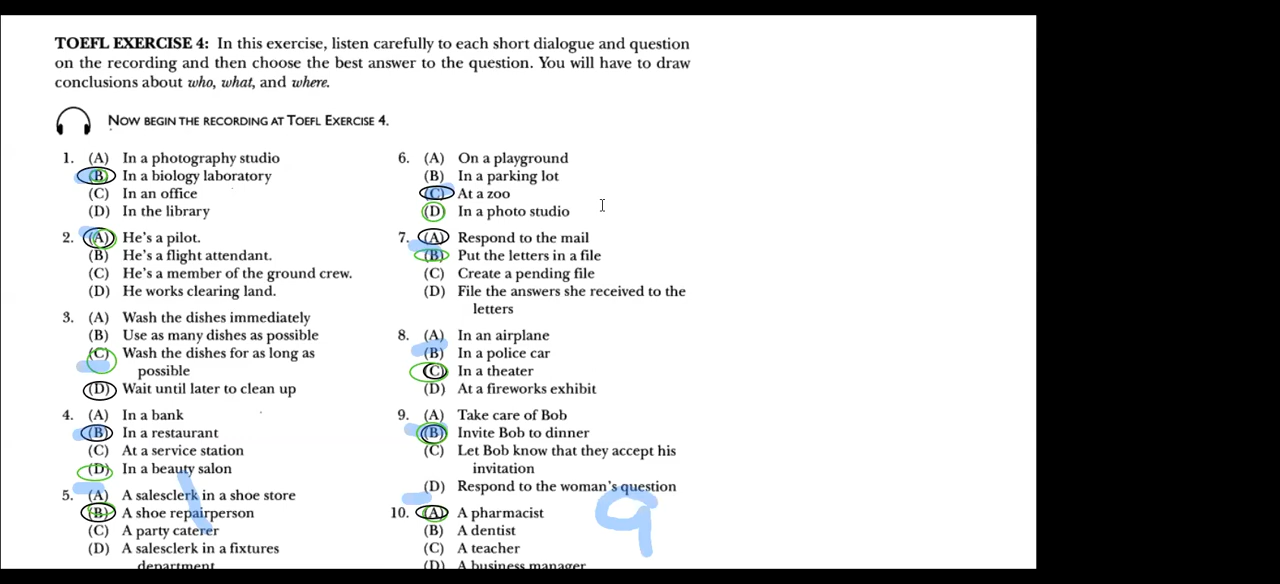 TOEFL EXERCISE 4: In this exercise, listen carefully to each short dialogue and question
on the recording and then choose the best answer to the question. You will have to draw
conclusions about who, what, and where.
NOW BEGIN THE RECORDING AT TOEFL EXERCISE 4.
1. (A) In a photography studio
(B) In a biology laboratory
(C) In an office
(D) In the library
2. (A) He's a pilot.
(B) He's a flight attendant.
(C) He's a member of the ground crew.
(D) He works clearing land.
3. (A) Wash the dishes immediately
(B) Use as many dishes as possible
(C) Wash the dishes for as long as
possible
(D) Wait until later to clean up
4. (A) In a bank
(B) In a restaurant
(C) At a service station
(D) In a beauty salon
5. (A) A salesclerk in a shoe store
(B) A shoe repairperson
(C) A party caterer
(D) A salesclerk in a fixtures
department
1
6. (A) On a playground
(B) In a parking lot
(C) At a zoo
(D) In a photo studio
7. (A) Respond to the mail
(B) Put the letters in a file
(C) Create a pending file
(D) File the answers she received to the
letters
8. (A) In an airplane
(B) In a police car
(C) In a theater
(D) At a fireworks exhibit
9. (A) Take care of Bob
(B) Invite Bob to dinner
(C) Let Bob know that they accept his
invitation
(D) Respond to the woman's question
10. (A) A pharmacist
(B) A dentist
(C) A teacher
(D) A business manager
9